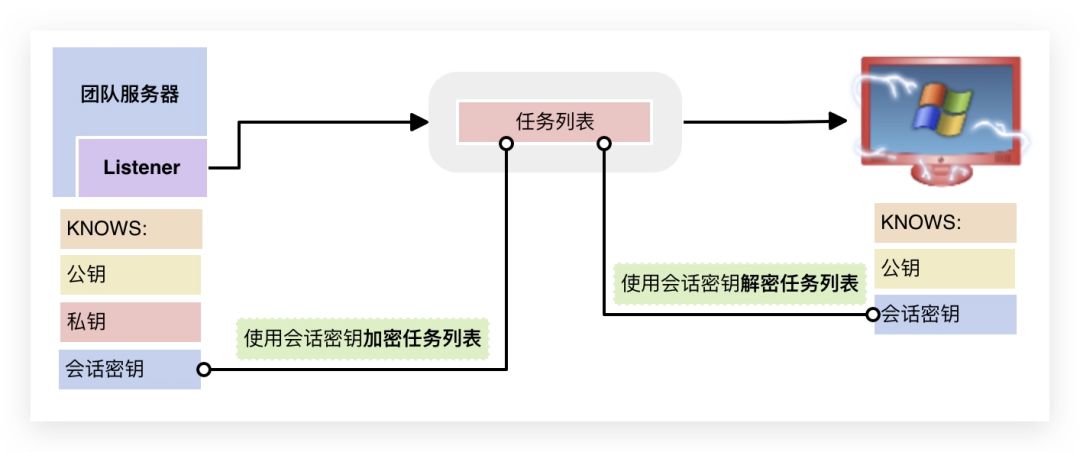 团队服务器
Listener
KNOWS:
公钥
私钥
会话密钥
使用会话密钥加密任务列表
任务列表
使用会话密钥解密任务列表
KNOWS:
公钥
会话密钥